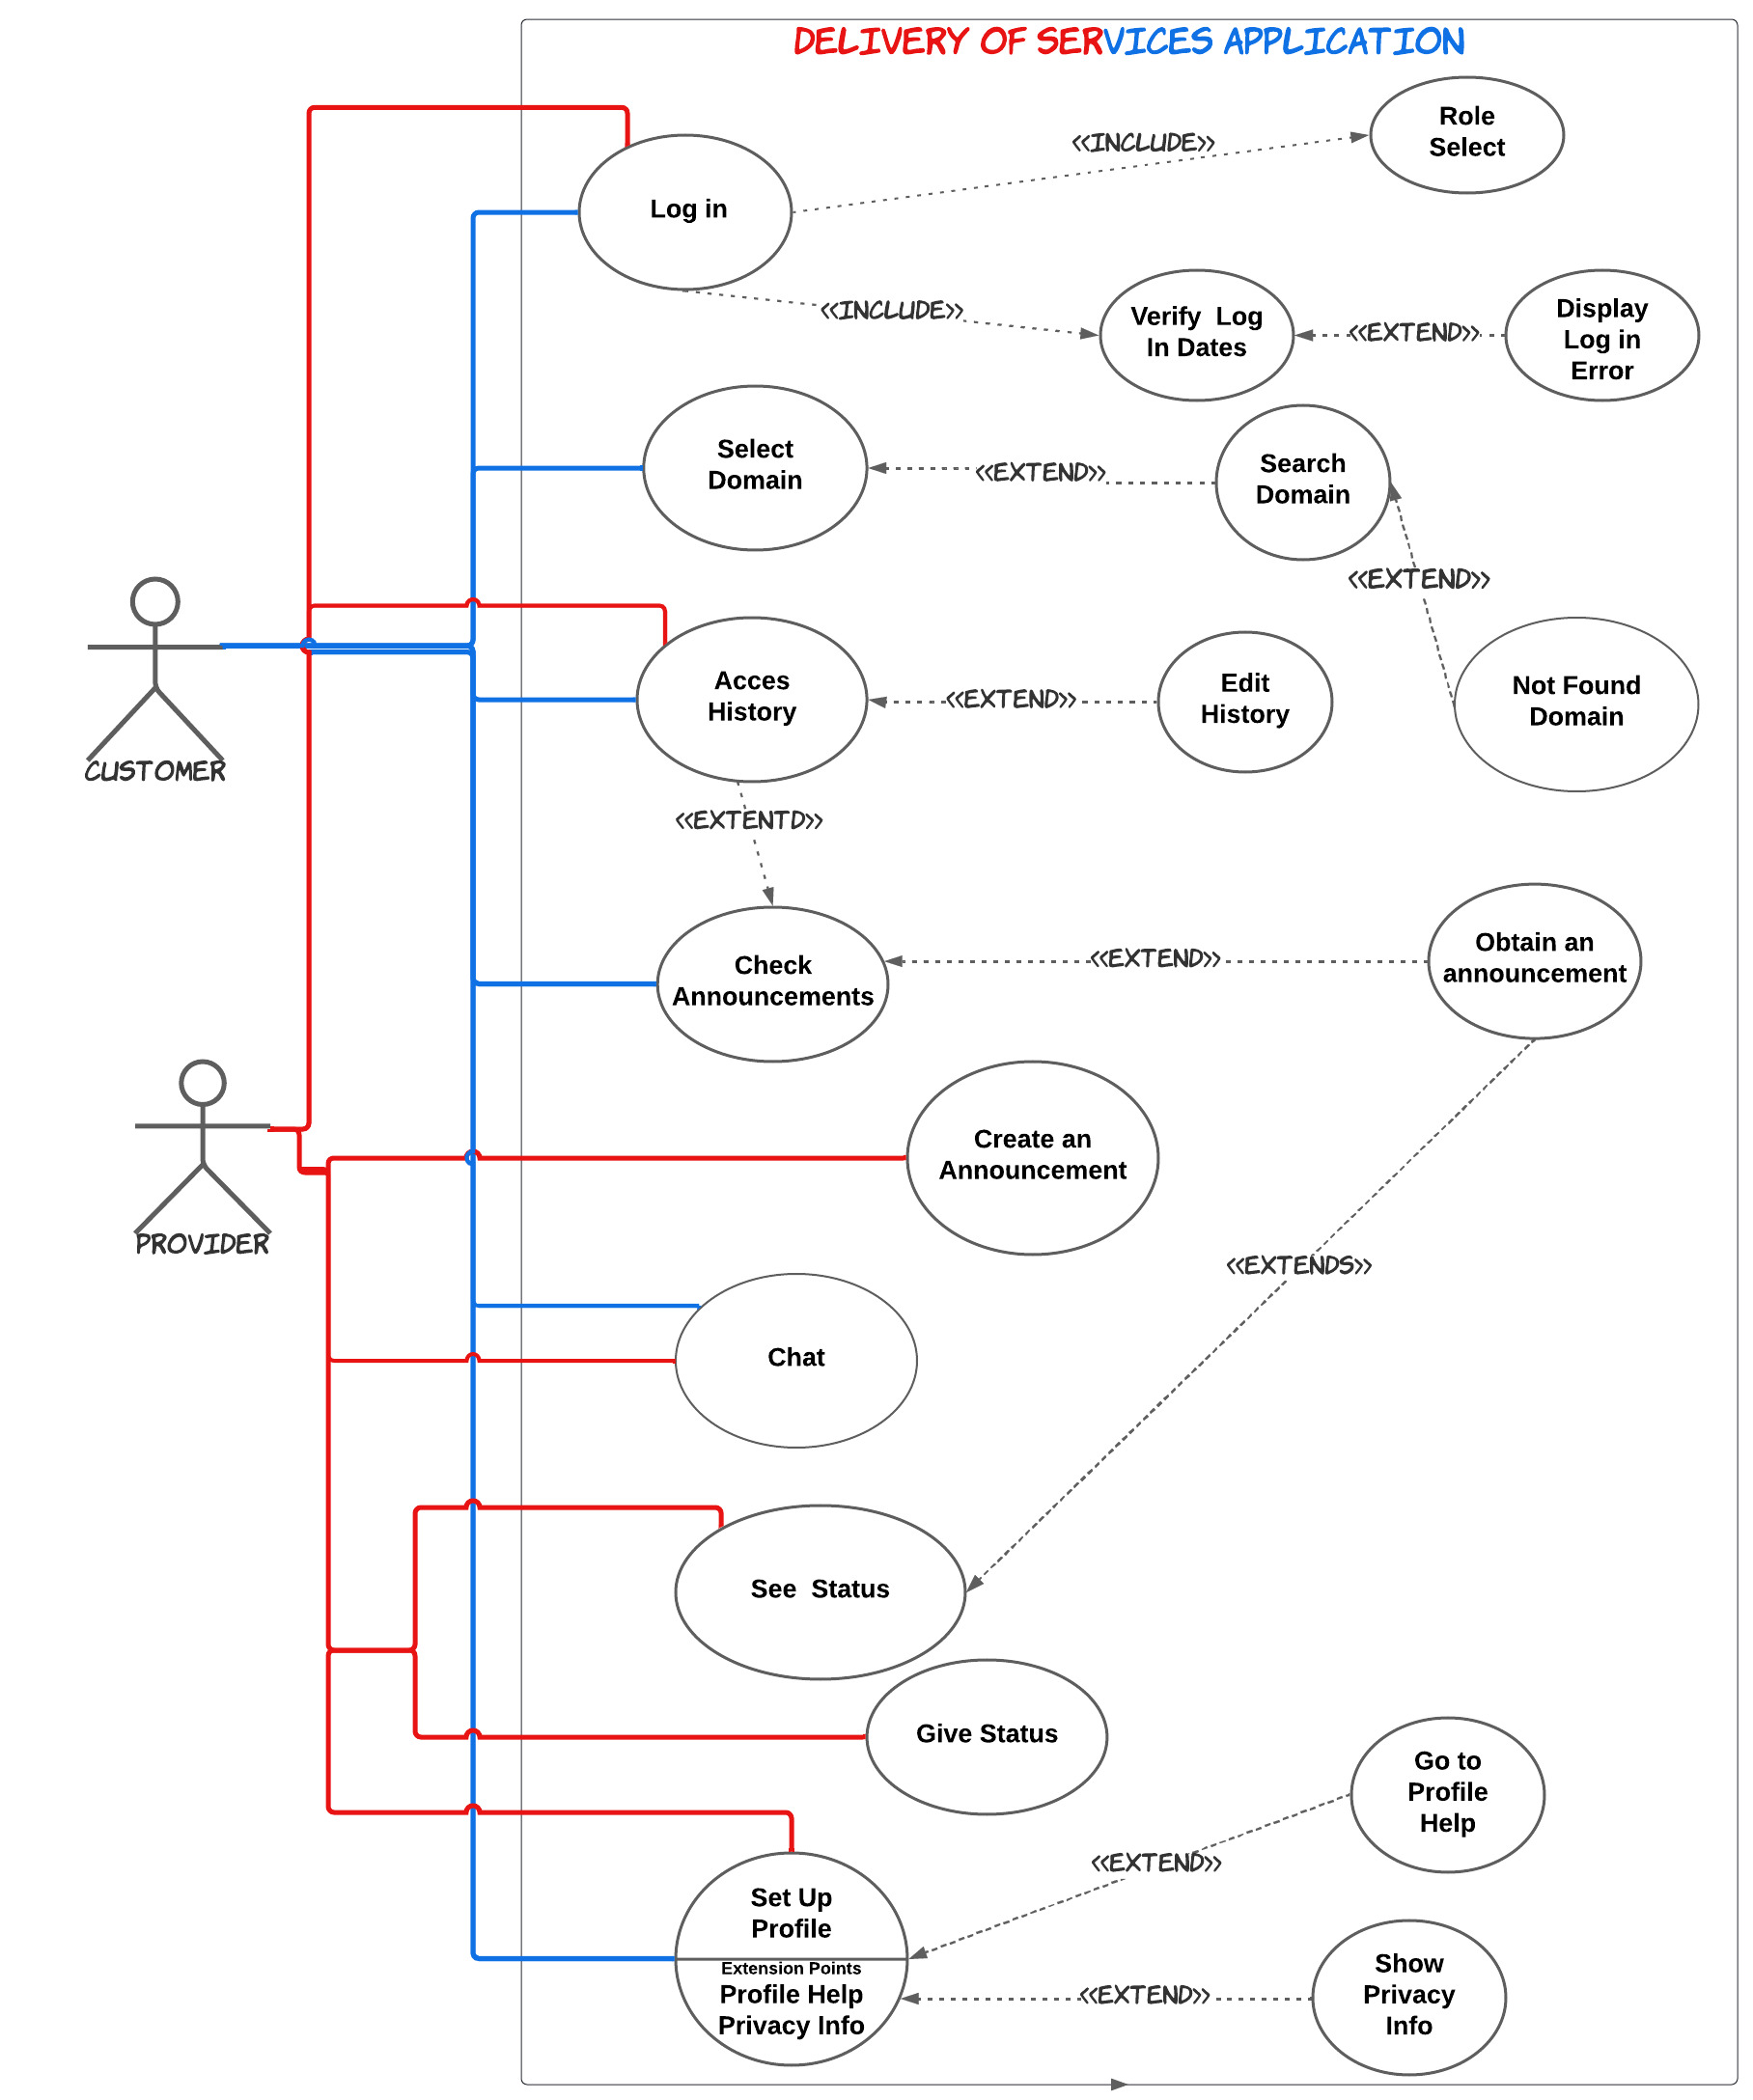 DELIVERY OF SERVICES APPLICATION
Role
Select
<<INCLUDE>>
Log in
<<INCLUDE>>
Verify  Log
In Dates
<<EXTEND>>
Display
Log in
Error
Select
Domain
<<EXTEND>>
Search
Domain
<<EXTEND>>
Acces
History
<<EXTEND>>
Edit
History
Not Found
Domain
CUSTOMER
<<EXTENTD>>
Check
Announcements
<<EXTEND>>
Obtain an
announcement
Create an
Announcement
PROVIDER
<<EXTENDS>>
Chat
See  Status
Give Status
Go to
Profile
Help
<<EXTEND>>
Set Up
Profile
Extension Points
Profile Help
Privacy Info
<<EXTEND>>
Show
Privacy
Info